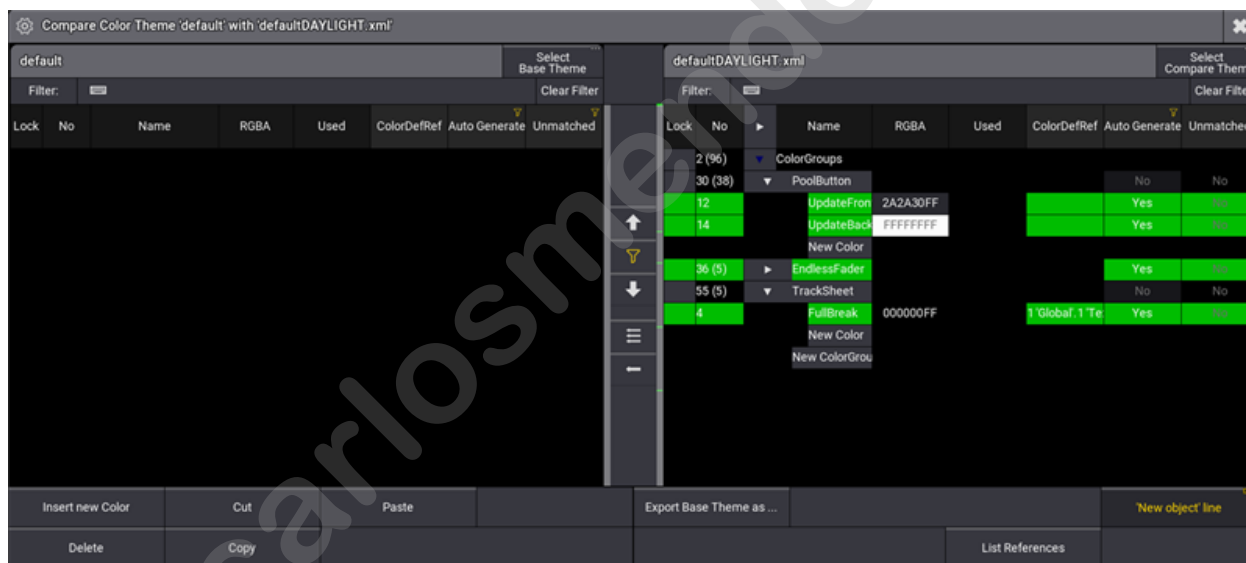 Compare Color Theme 'default' with 'defaultDAYLIGHT.xml'
default
Select
Base Theme
defaultDAYLIGHT.xml
Select
Compare Them
Filter:
Clear Filter
Filter:
Clear Filte
Lock No Name RGBA Used ColorDefRef Auto Generate Unmatched
Lock No Name RGBA Used ColorDefRef Auto Generate Unmatche
2 (96) ColorGroups
30 (38) PoolButton No No
12 UpdateFron 2A2A30FF Yes No
14 UpdateBack FFFFFFFF Yes No
New Color
36 (5) EndlessFader Yes No
55 (5) TrackSheet No No
4 FullBreak 000000FF 1 'Global'. 1 'Te Yes No
New Color
New ColorGrou
Insert new Color Cut Paste Export Base Theme as ... 'New object' line
Delete Copy List References
carlosmendo